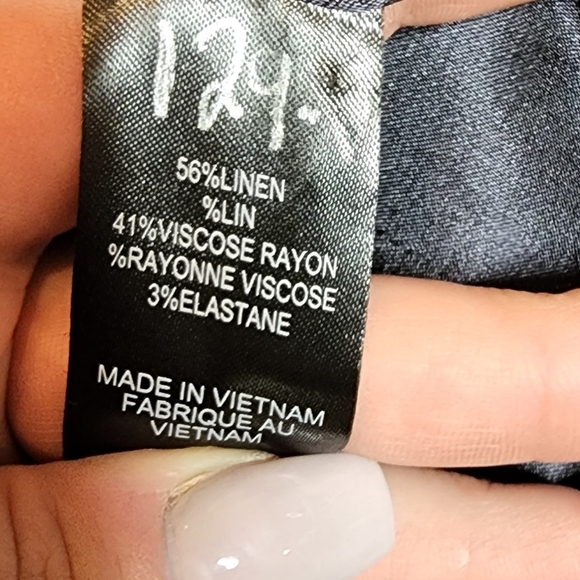 124.
56%LINEN
%LIN
41%VISCOSE RAYON
%RAYONNE VISCOSE
3%ELASTANE
MADE IN VIETNAM
FABRIQUE AU
VIETNAM